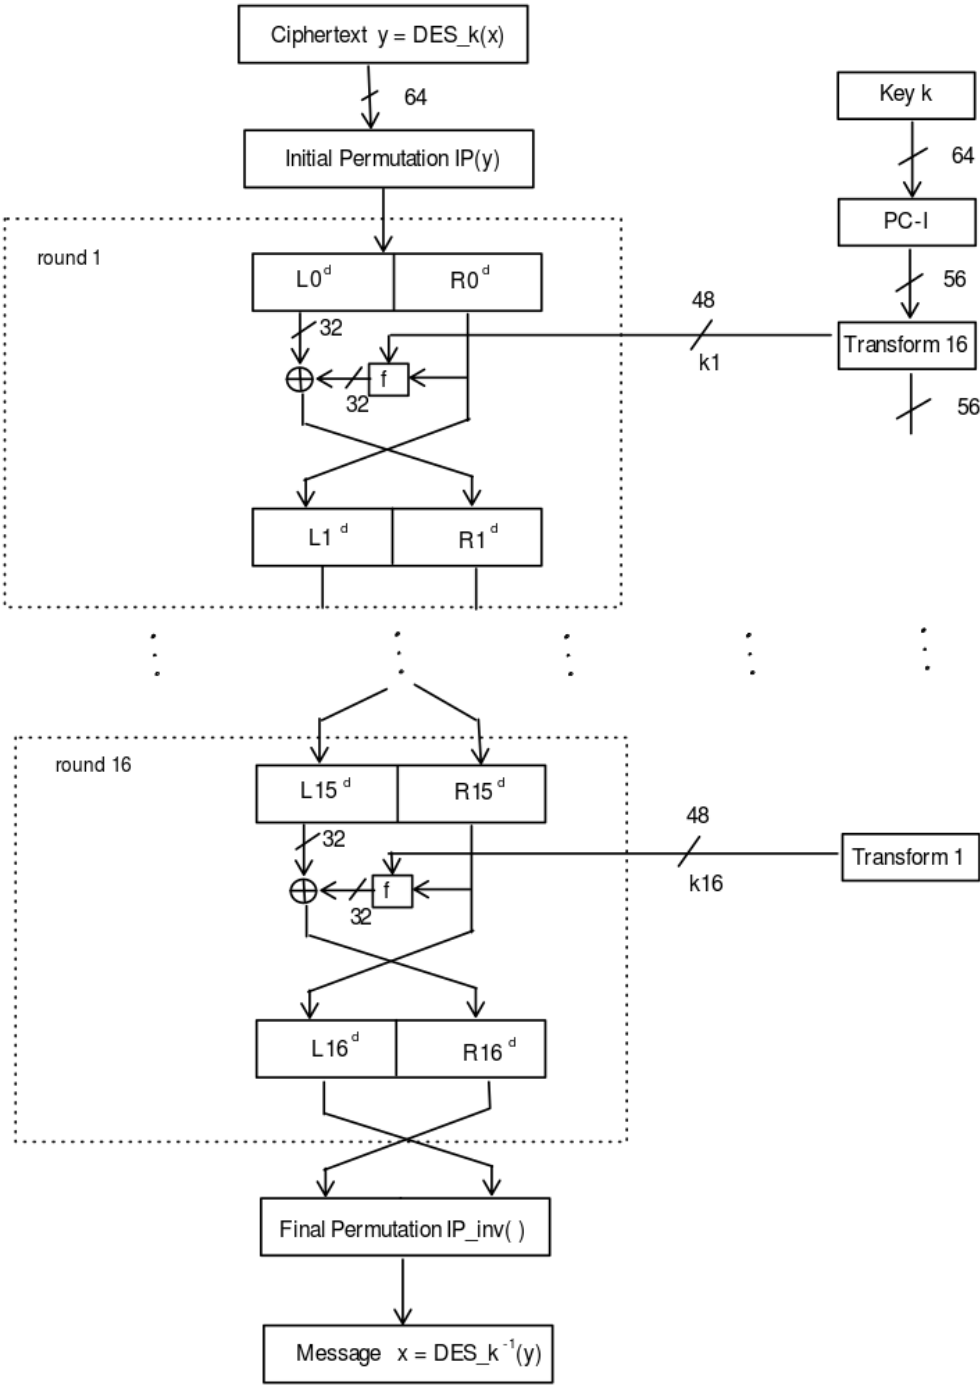 Ciphertext y = DES_k(x)
64
Key k
Initial Permutation IP(y)
64
PC-I
round 1
L0 d R0 d
56
48
32
Transform 16
k1
f
32
56
L1 d R1 d
round 16
L15 d R15 d
48
32
Transform 1
k16
f
32
L16 d R16 d
Final Permutation IP_inv( )
Message x = DES_k -1(y)